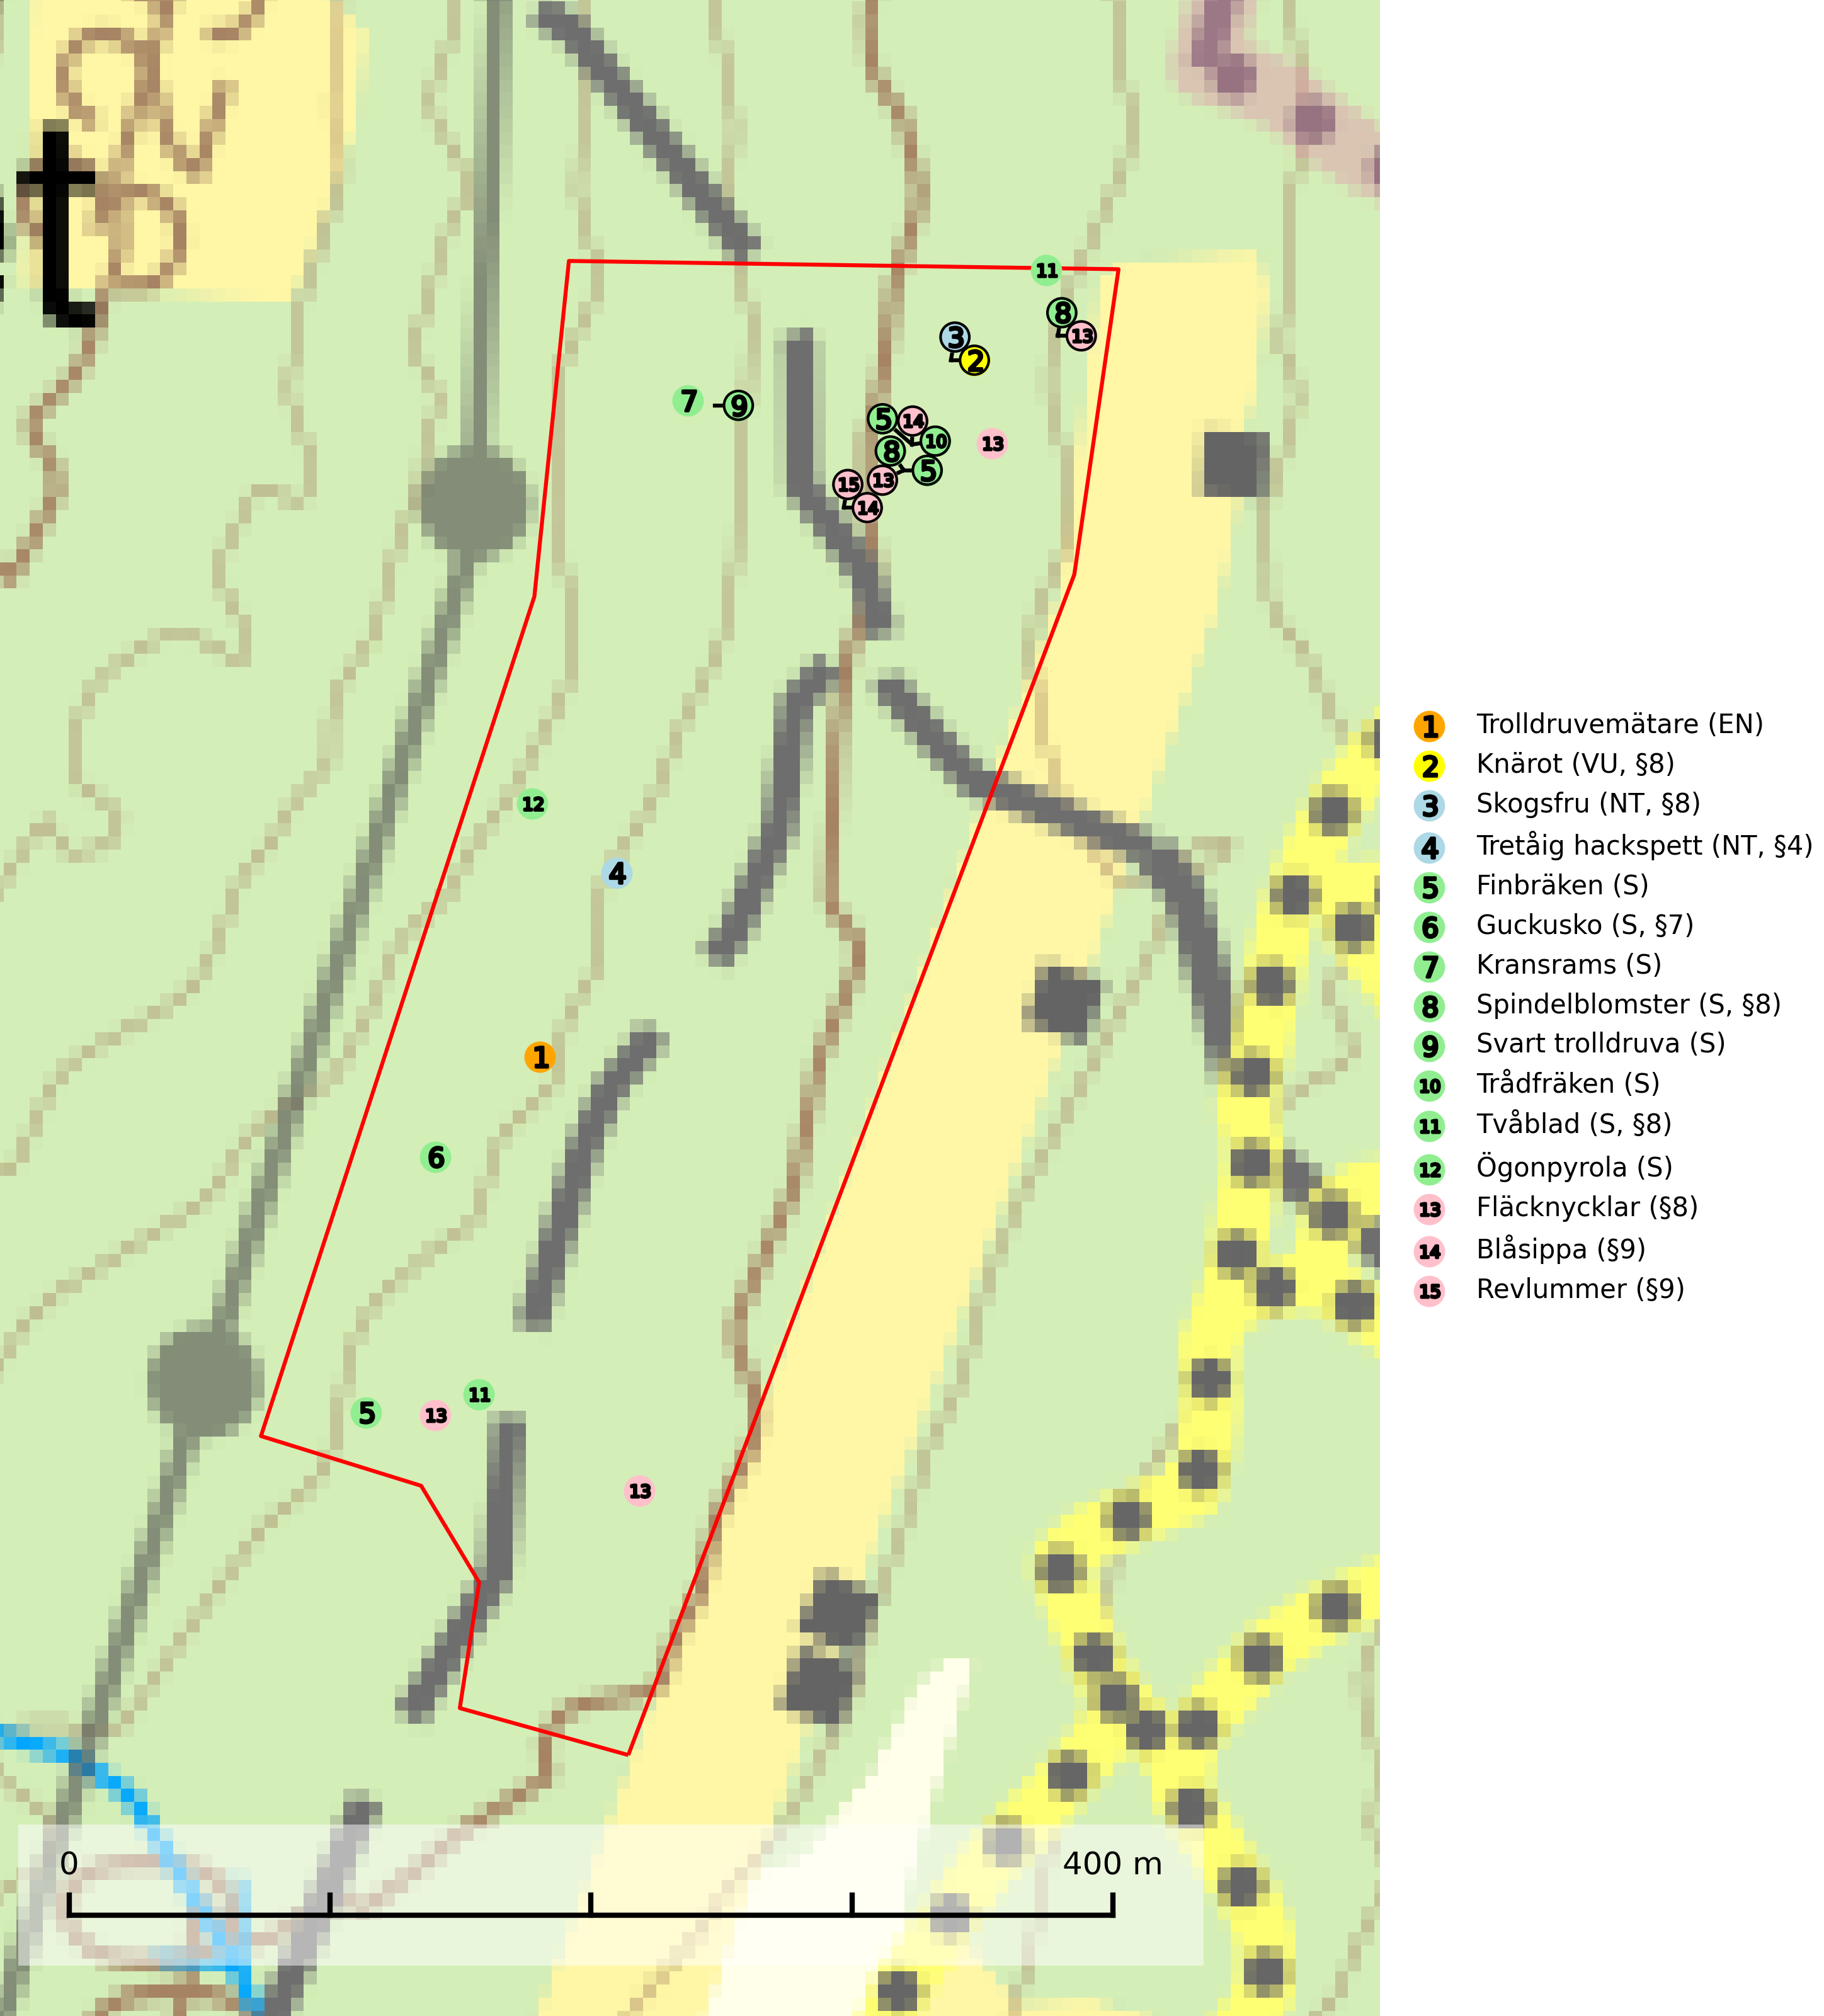 t
11
8
3
13
2
7
9
5
14
10
13
8
5
15
13
14
12
4
1
6
11
5
13
13
1 Trolldruvemätare (EN)
2 Knärot (VU, §8)
3 Skogsfru (NT, §8)
4 Tretåig hackspett (NT, §4)
5 Finbräken (S)
6 Guckusko (S, §7)
7 Kransrams (S)
8 Spindelblomster (S, §8)
9 Svart trolldruva (S)
10 Trådfräken (S)
11 Tvåblad (S, §8)
12 Ögonpyrola (S)
13 Fläcknycklar (§8)
14 Blåsippa (§9)
15 Revlummer (§9)
0 400 m